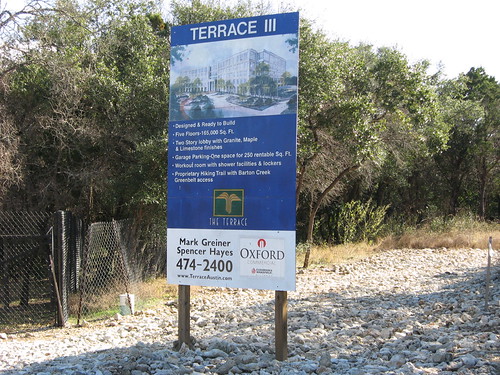 TERRACE III
• Designed & Ready to Build
• Five Floors-165,000 Sq. Ft.
• Two Story lobby with Granite, Maple
& Limestone finishes
• Garage Parking-One space for 250 rentable Sq. Ft.
• Workout room with shower facilities & lockers
• Proprietary Hiking Trail with Barton Creek
Greenbelt access
THE TERRACE
Mark Greiner
Spencer Hayes
474-2400
www.TerraceAustin.com
OXFORD
COMMERCIAL